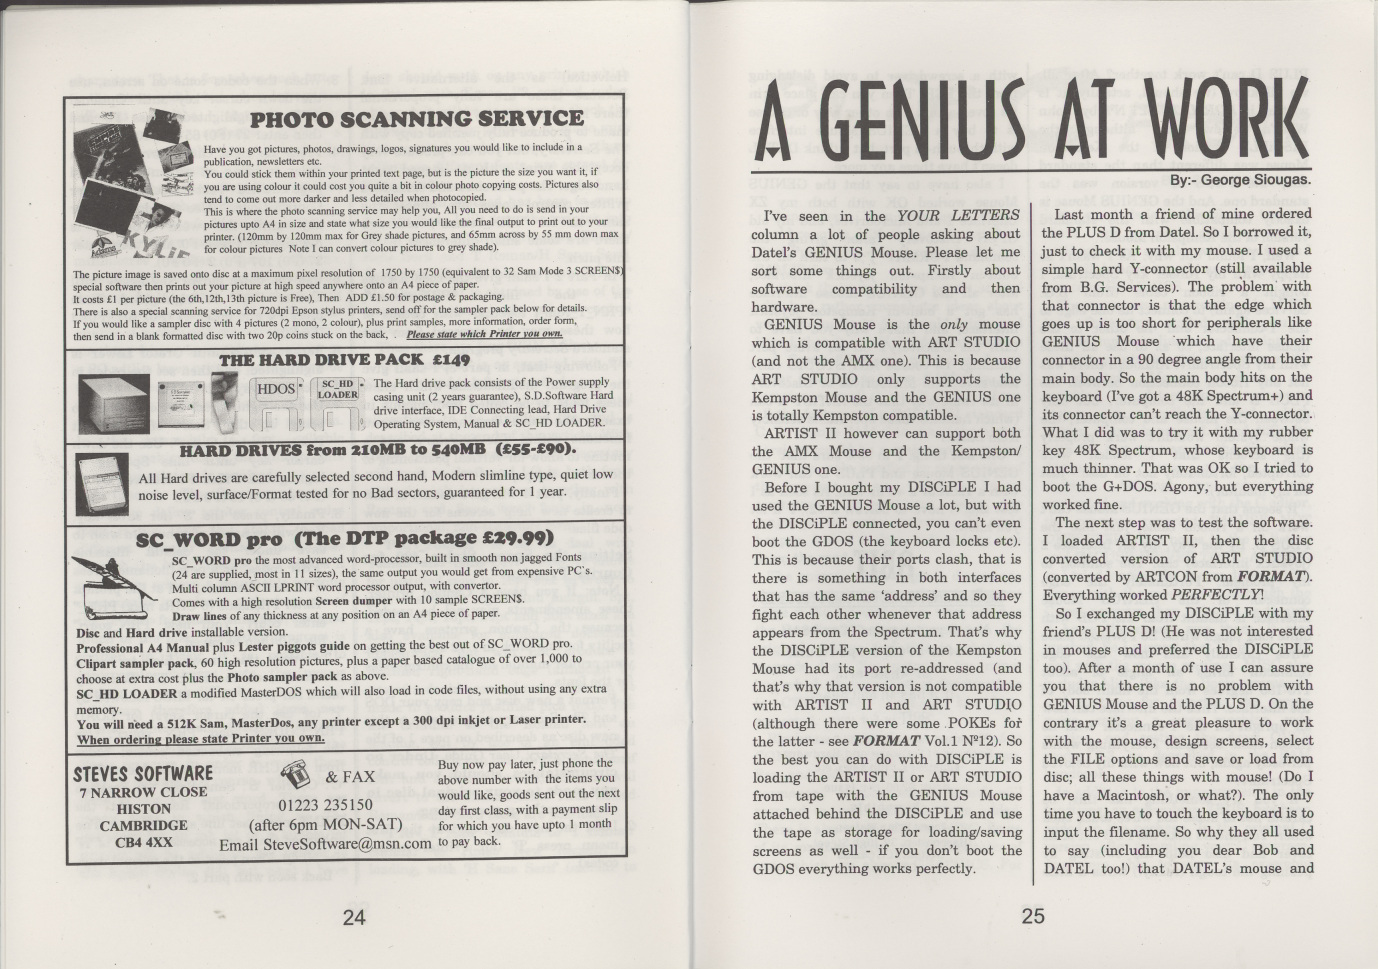 PHOTO SCANNING SERVICE
Have you got pictures, photos, drawings, logos, signatures you would like to include in a
publication, newsletters etc.
You could stick them within your printed text page, but is the picture the size you want it, if
you are using colour it could cost you quite a bit in colour photo copying costs. Pictures also
tend to come out more darker and less detailed when photocopied.
This is where the photo scanning service may help you, All you need to do is send in your
pictures upto A4 in size and state what size you would like the final output to print out to your
printer. (120mm by 120mm max for Grey shade pictures, and 65mm across by 55 mm down max
for colour pictures Note I can convert colour pictures to grey shade).
KYLIE
The picture image is saved onto disc at a maximum pixel resolution of 1750 by 1750 (equivalent to 32 Sam Mode 3 SCREEN$)
special software then prints out your picture at high speed anywhere onto an A4 piece of paper.
It costs £1 per picture (the 6th,12th,13th picture is Free), Then ADD £1.50 for postage & packaging.
There is also a special scanning service for 720dpi Epson stylus printers, send off for the sampler pack below for details.
If you would like a sampler disc with 4 pictures (2 mono, 2 colour), plus print samples, more information, order form,
then send in a blank formatted disc with two 20p coins stuck on the back, . Please state which Printer you own.
THE HARD DRIVE PACK £149
HDOS
SC_HD
LOADER
The Hard drive pack consists of the Power supply
casing unit (2 years guarantee), S.D.Software Hard
drive interface, IDE Connecting lead, Hard Drive
Operating System, Manual & SC_HD LOADER.
HARD DRIVES from 210MB to 540MB (£55-£90).
All Hard drives are carefully selected second hand, Modern slimline type, quiet low
noise level, surface/Format tested for no Bad sectors, guaranteed for 1 year.
SC_WORD pro (The DTP package £29.99)
SC_WORD pro the most advanced word-processor, built in smooth non jagged Fonts
(24 are supplied, most in 11 sizes), the same output you would get from expensive PC's.
Multi column ASCII LPRINT word processor output, with convertor.
Comes with a high resolution Screen dumper with 10 sample SCREEN$.
Draw lines of any thickness at any position on an A4 piece of paper.
Disc and Hard drive installable version.
Professional A4 Manual plus Lester piggots guide on getting the best out of SC_WORD pro.
Clipart sampler pack, 60 high resolution pictures, plus a paper based catalogue of over 1,000 to
choose at extra cost plus the Photo sampler pack as above.
SC_HD LOADER a modified MasterDOS which will also load in code files, without using any extra
memory.
You will need a 512K Sam, MasterDos, any printer except a 300 dpi inkjet or Laser printer.
When ordering please state Printer you own.
STEVES SOFTWARE
7 NARROW CLOSE
HISTON
CAMBRIDGE
CB4 4XX
& FAX
01223 235150
(after 6pm MON-SAT)
Email SteveSoftware@msn.com
Buy now pay later, just phone the
above number with the items you
would like, goods sent out the next
day first class, with a payment slip
for which you have upto 1 month
to pay back.
24
A GENIUS AT WORK
By:- George Siougas.
I've seen in the YOUR LETTERS
column a lot of people asking about
Datel's GENIUS Mouse. Please let me
sort some things out. Firstly about
software compatibility and then
hardware.
GENIUS Mouse is the only mouse
which is compatible with ART STUDIO
(and not the AMX one). This is because
ART STUDIO only supports the
Kempston Mouse and the GENIUS one
is totally Kempston compatible.
ARTIST II however can support both
the AMX Mouse and the Kempston/
GENIUS one.
Before I bought my DISCiPLE I had
used the GENIUS Mouse a lot, but with
the DISCiPLE connected, you can't even
boot the GDOS (the keyboard locks etc).
This is because their ports clash, that is
there is something in both interfaces
that has the same 'address' and so they
fight each other whenever that address
appears from the Spectrum. That's why
the DISCiPLE version of the Kempston
Mouse had its port re-addressed (and
that's why that version is not compatible
with ARTIST II and ART STUDIO
(although there were some POKEs for
the latter - see FORMAT Vol.1 Nº12). So
the best you can do with DISCiPLE is
loading the ARTIST II or ART STUDIO
from tape with the GENIUS Mouse
attached behind the DISCiPLE and use
the tape as storage for loading/saving
screens as well - if you don't boot the
GDOS everything works perfectly.
Last month a friend of mine ordered
the PLUS D from Datel. So I borrowed it,
just to check it with my mouse. I used a
simple hard Y-connector (still available
from B.G. Services). The problem with
that connector is that the edge which
goes up is too short for peripherals like
GENIUS Mouse which have their
connector in a 90 degree angle from their
main body. So the main body hits on the
keyboard (I've got a 48K Spectrum+) and
its connector can't reach the Y-connector.
What I did was to try it with my rubber
key 48K Spectrum, whose keyboard is
much thinner. That was OK so I tried to
boot the G+DOS. Agony, but everything
worked fine.
The next step was to test the software.
I loaded ARTIST II, then the disc
converted version of ART STUDIO
(converted by ARTCON from FORMAT).
Everything worked PERFECTLY!
So I exchanged my DISCiPLE with my
friend's PLUS D! (He was not interested
in mouses and preferred the DISCiPLE
too). After a month of use I can assure
you that there is no problem with
GENIUS Mouse and the PLUS D. On the
contrary it's a great pleasure to work
with the mouse, design screens, select
the FILE options and save or load from
disc; all these things with mouse! (Do I
have a Macintosh, or what?). The only
time you have to touch the keyboard is to
input the filename. So why they all used
to say (including you dear Bob and
DATEL too!) that DATEL's mouse and
25